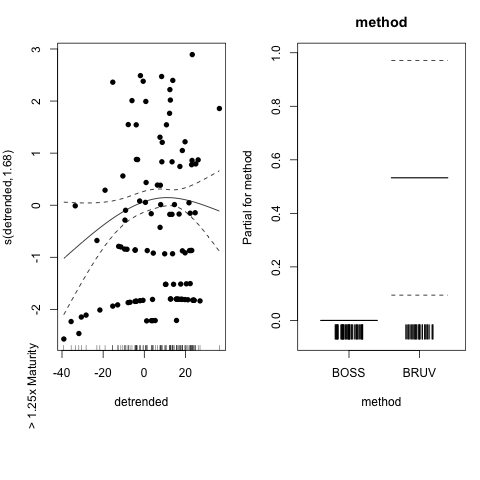 method
s(detrended,1.68)
3
2
1
0
-1
-2
> 1.25x Maturity
-40
-20
0
20
detrended
Partial for method
1.0
0.8
0.6
0.4
0.2
0.0
BOSS
BRUV
method